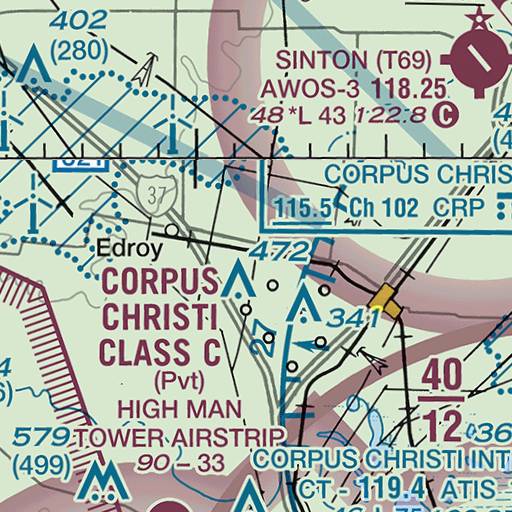 402
(280)
SINTON (T69)
AWOS-3 118.25
48 *L 43 122.8 C
CORPUS CHRIS
115.5 Ch 102 CRP
37
Edroy
472
CORPUS
CHRISTI
CLASS C
341
27
(Pvt)
HIGH MAN
TOWER AIRSTRIP
90 - 33
40
12
579
(499)
CORPUS CHRISTI INT
CT - 119.4 ATIS